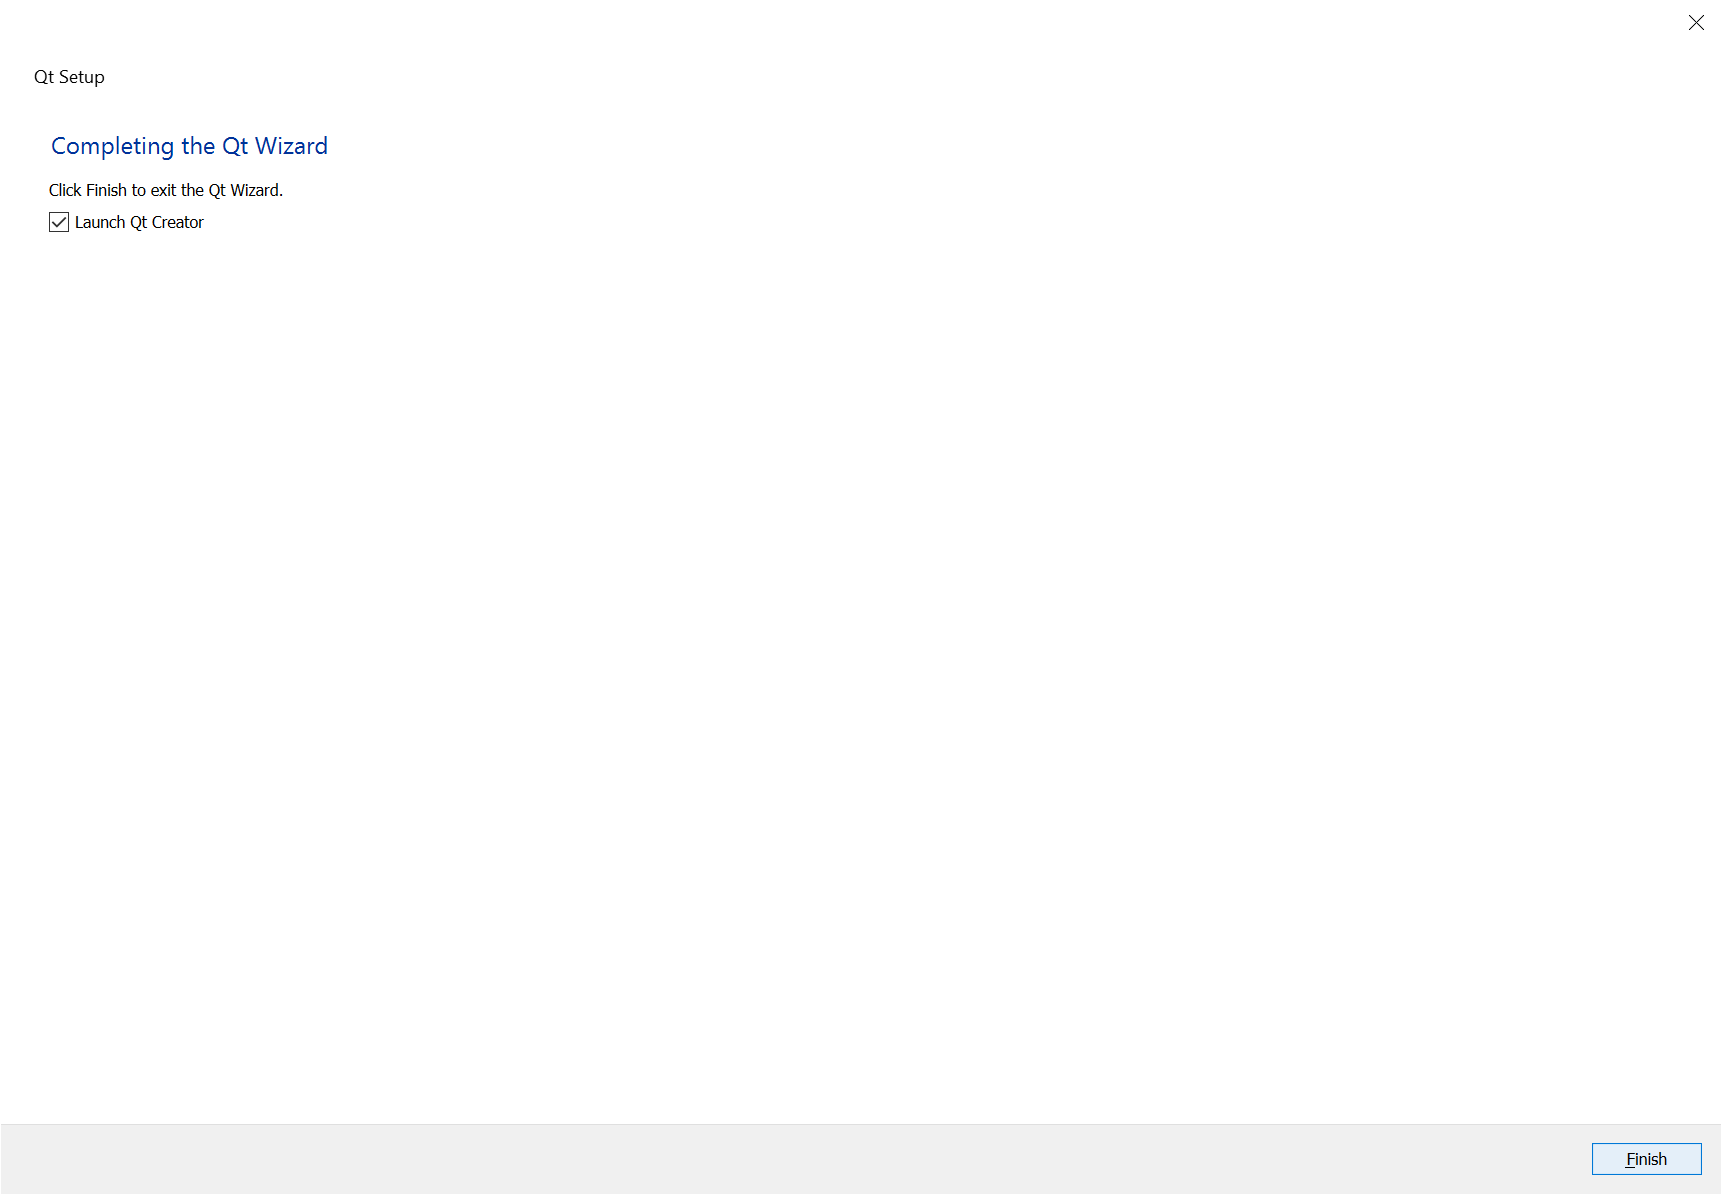 Qt Setup
Completing the Qt Wizard
Click Finish to exit the Qt Wizard.
Launch Qt Creator
Finish